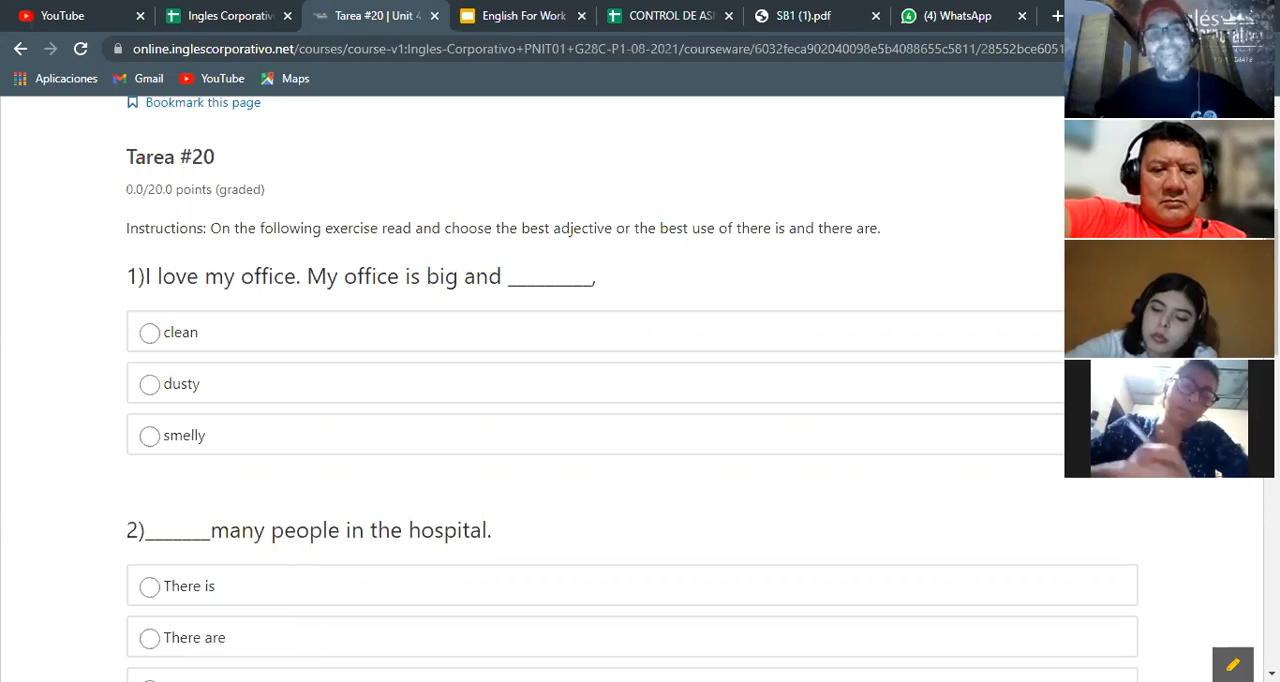 YouTube
Ingles Corporativ
Tarea #20 | Unit 4
English For Work
CONTROL DE ASI
SB1 (1).pdf
(4) WhatsApp
online.inglescorporativo.net/courses/course-v1:Ingles-Corporativo+PNIT01+G28C-P1-08-2021/courseware/6032feca902040098e5b4088655c5811/28552bce6051
Aplicaciones
Gmail
YouTube
Maps
Bookmark this page
Tarea #20
0.0/20.0 points (graded)
Instructions: On the following exercise read and choose the best adjective or the best use of there is and there are.
1)I love my office. My office is big and _________,
clean
dusty
smelly
2)_______many people in the hospital.
There is
There are